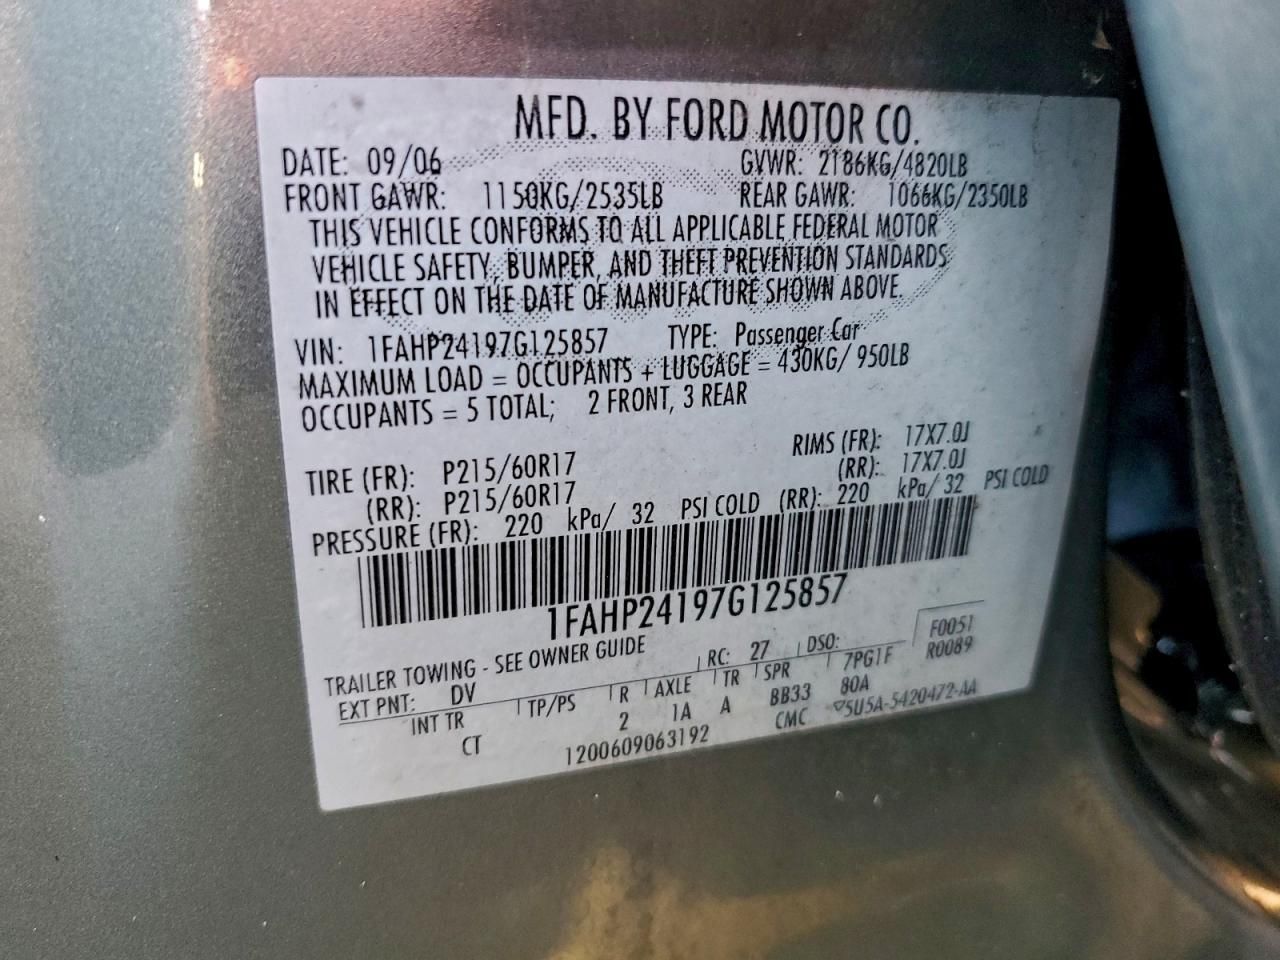 MFD. BY FORD MOTOR CO.
DATE: 09/06 GVWR: 2186KG/4820LB
FRONT GAWR: 1150KG/2535LB REAR GAWR: 1066KG/2350LB
THIS VEHICLE CONFORMS TO ALL APPLICABLE FEDERAL MOTOR
VEHICLE SAFETY, BUMPER, AND THEFT PREVENTION STANDARDS
IN EFFECT ON THE DATE OF MANUFACTURE SHOWN ABOVE.
VIN: 1FAHP24197G125857 TYPE: Passenger Car
MAXIMUM LOAD = OCCUPANTS + LUGGAGE = 430KG/ 950LB
OCCUPANTS = 5 TOTAL; 2 FRONT, 3 REAR
TIRE (FR): P215/60R17 RIMS (FR): 17X7.0J
(RR): P215/60R17 (RR): 17X7.0J
PRESSURE (FR): 220 kPa/ 32 PSI COLD (RR): 220 kPa/ 32 PSI COLD
1FAHP24197G125857
TRAILER TOWING - SEE OWNER GUIDE F0051
EXT PNT: DV RC: 27 DSO: R0089
INT TR TP/PS R AXLE TR SPR 7PG1F
CT 2 1A A BB33 80A
1200609063192 CMC ▽5U5A-5420472-AA